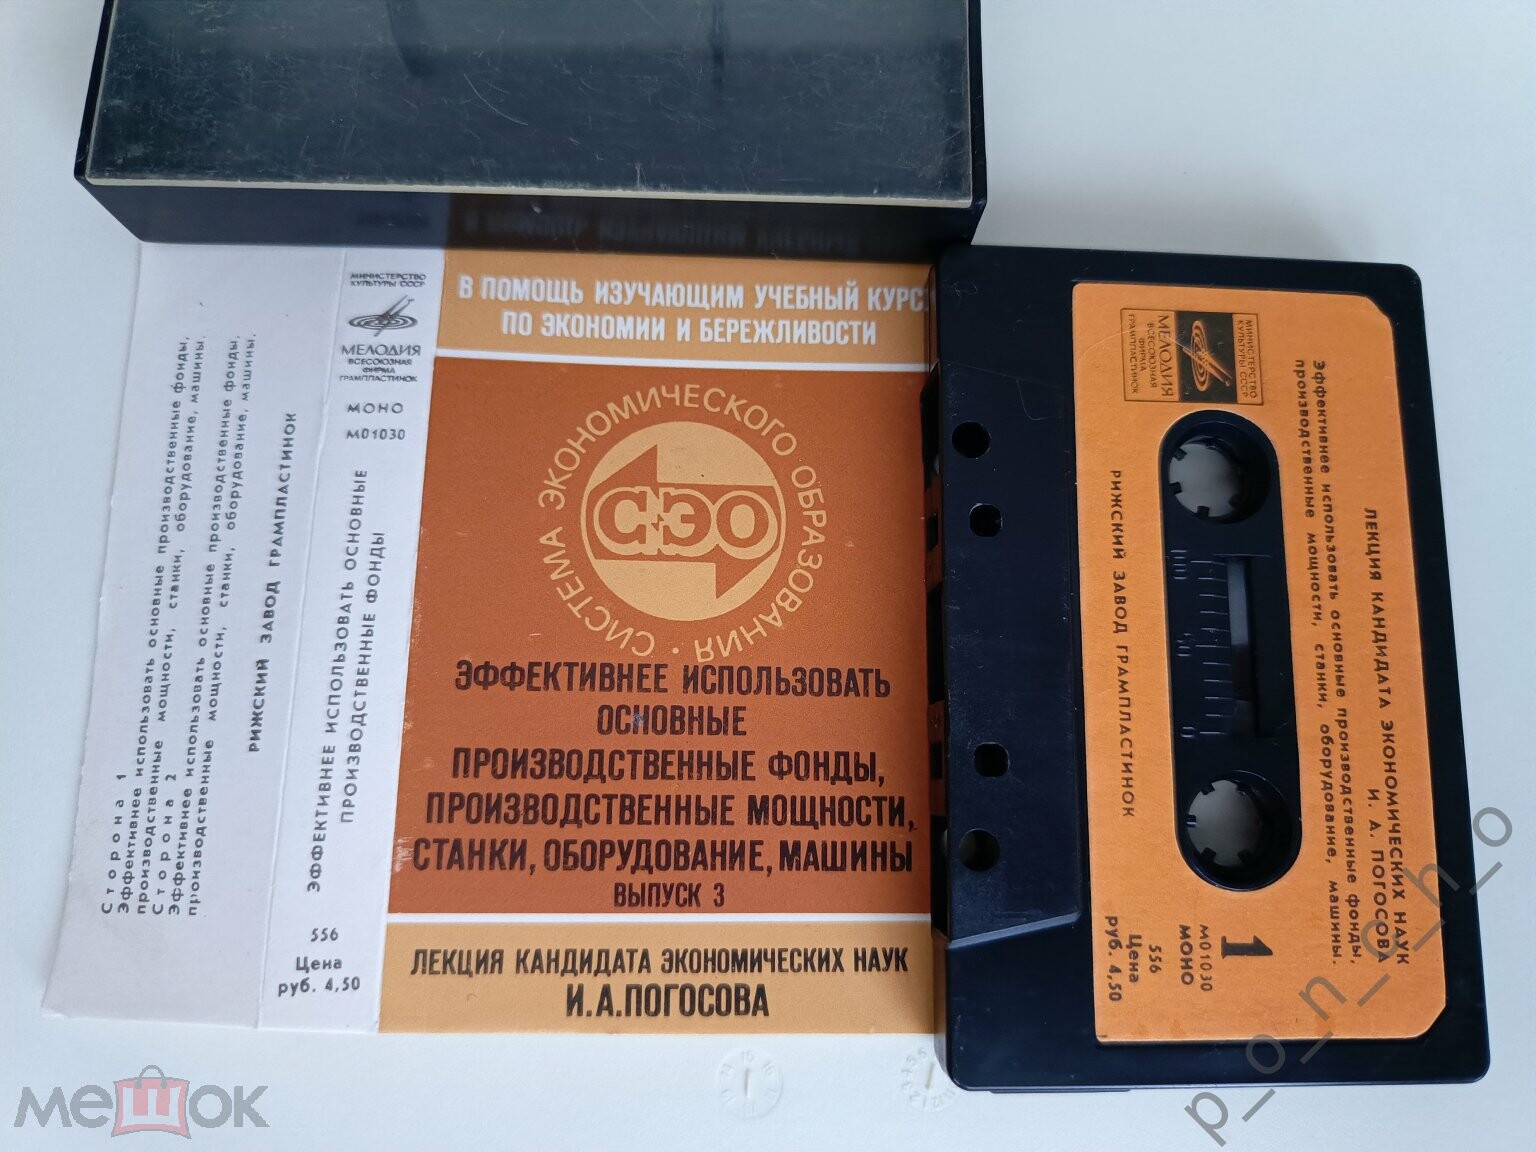 Сторона 1
Эффективнее использовать основные производственные фонды,
производственные мощности, станки, оборудование, машины.
Сторона 2
Эффективнее использовать основные производственные фонды,
производственные мощности, станки, оборудование, машины.
РИЖСКИЙ ЗАВОД ГРАМПЛАСТИНОК
МИНИСТЕРСТВО
КУЛЬТУРЫ СССР
МЕЛОДИЯ
ВСЕСОЮЗНАЯ
ФИРМА
ГРАМПЛАСТИНОК
МОНО
М01030
ЭФФЕКТИВНЕЕ ИСПОЛЬЗОВАТЬ ОСНОВНЫЕ
ПРОИЗВОДСТВЕННЫЕ ФОНДЫ
556
Цена
руб. 4,50
В ПОМОЩЬ ИЗУЧАЮЩИМ УЧЕБНЫЙ КУРС
ПО ЭКОНОМИИ И БЕРЕЖЛИВОСТИ
СИСТЕМА ЭКОНОМИЧЕСКОГО ОБРАЗОВАНИЯ
СЭО
ЭФФЕКТИВНЕЕ ИСПОЛЬЗОВАТЬ
ОСНОВНЫЕ
ПРОИЗВОДСТВЕННЫЕ ФОНДЫ,
ПРОИЗВОДСТВЕННЫЕ МОЩНОСТИ,
СТАНКИ, ОБОРУДОВАНИЕ, МАШИНЫ
ВЫПУСК 3
ЛЕКЦИЯ КАНДИДАТА ЭКОНОМИЧЕСКИХ НАУК
И. А. ПОГОСОВА
МИНИСТЕРСТВО
КУЛЬТУРЫ СССР
МЕЛОДИЯ
ВСЕСОЮЗНАЯ
ФИРМА
ГРАМПЛАСТИНОК
ЛЕКЦИЯ КАНДИДАТА ЭКОНОМИЧЕСКИХ НАУК
И. А. ПОГОСОВА
Эффективнее использовать основные производственные фонды,
производственные мощности, станки, оборудование, машины.
1
М01030
МОНО
556
Цена
руб. 4,50
РИЖСКИЙ ЗАВОД ГРАМПЛАСТИНОК
100
50
0
мешок
p_o_n_c_h_o